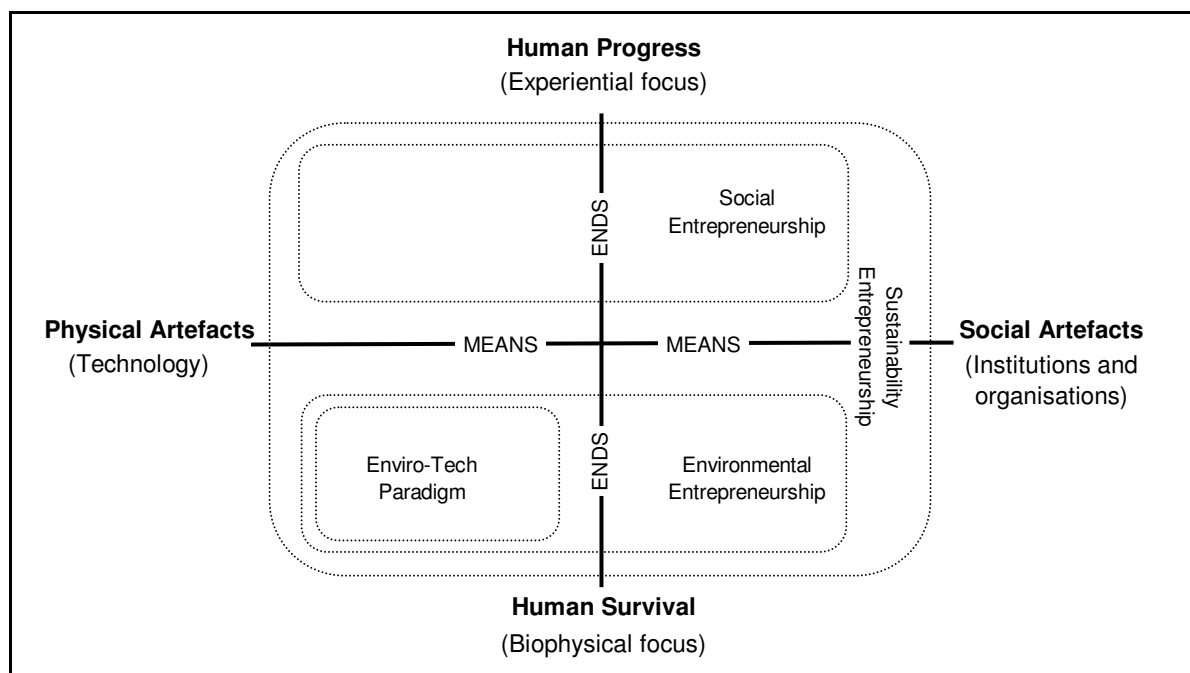 Human Progress
(Experiential focus)
Social
Entrepreneurship
ENDS
Sustainability
Entrepreneurship
Physical Artefacts
(Technology)
MEANS
MEANS
Social Artefacts
(Institutions and
organisations)
Enviro-Tech
Paradigm
ENDS
Environmental
Entrepreneurship
Human Survival
(Biophysical focus)